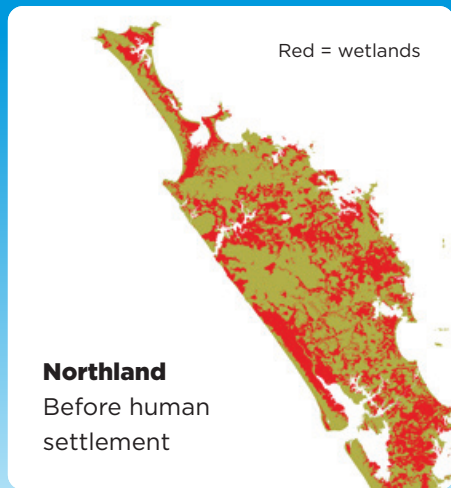 Red = wetlands
Northland
Before human
settlement